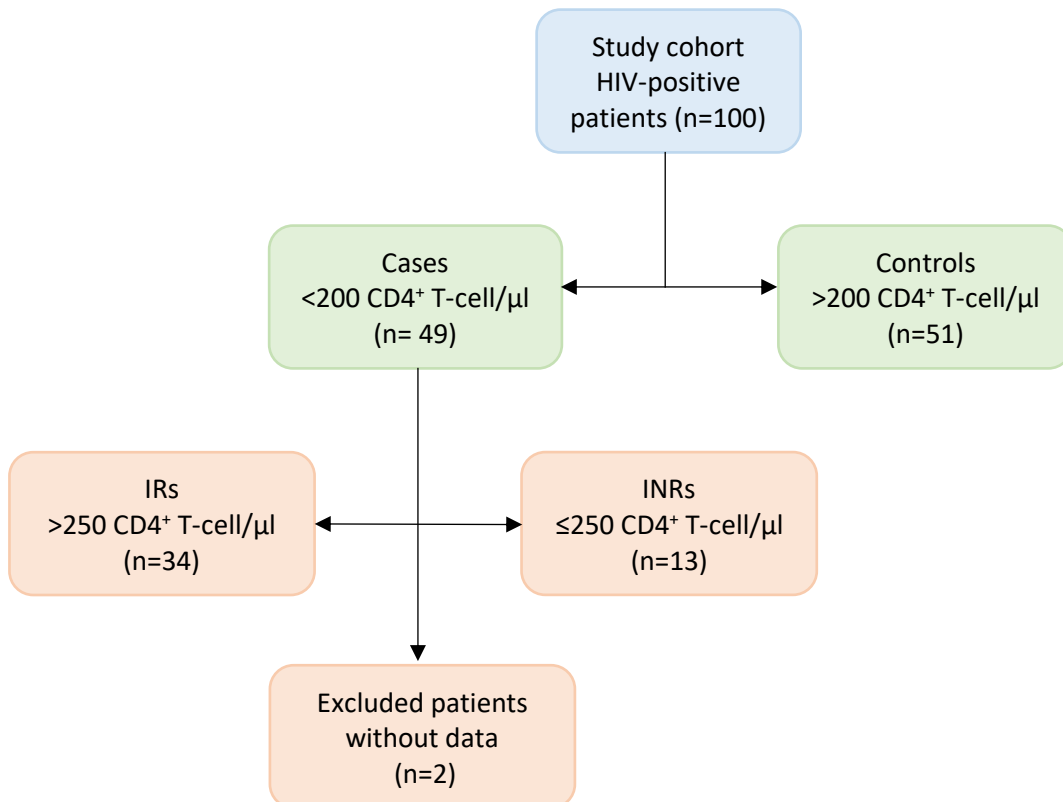 Study cohort
HIV-positive
patients (n=100)
Cases
<200 CD4⁺ T-cell/µl
(n= 49)
Controls
>200 CD4⁺ T-cell/µl
(n=51)
IRs
>250 CD4⁺ T-cell/µl
(n=34)
INRs
≤250 CD4⁺ T-cell/µl
(n=13)
Excluded patients
without data
(n=2)